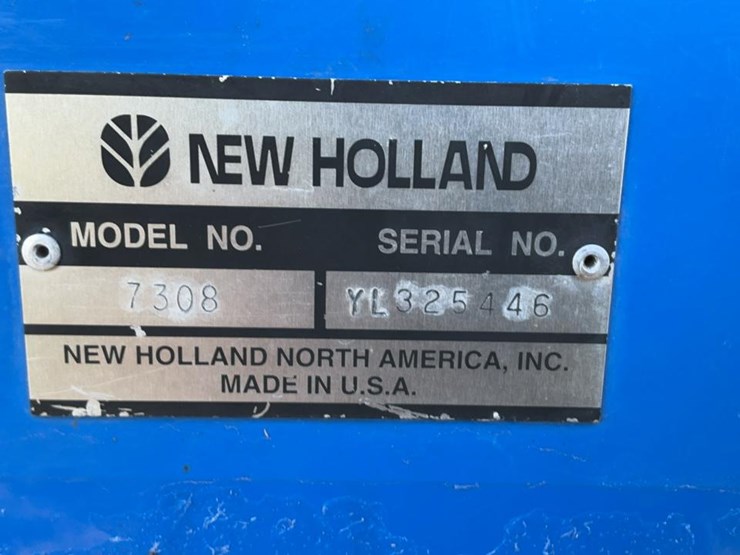 NEW HOLLAND
MODEL NO. SERIAL NO.
7308 YL325446
NEW HOLLAND NORTH AMERICA, INC.
MADE IN U.S.A.